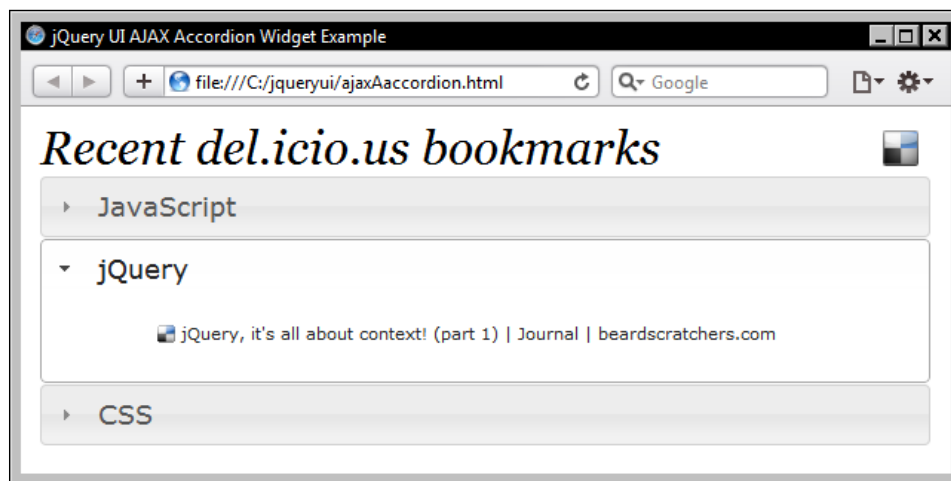 jQuery UI AJAX Accordion Widget Example
file:///C:/jqueryui/ajaxAaccordion.html
Google
Recent del.icio.us bookmarks
JavaScript
jQuery
jQuery, it's all about context! (part 1) | Journal | beardscratchers.com
CSS